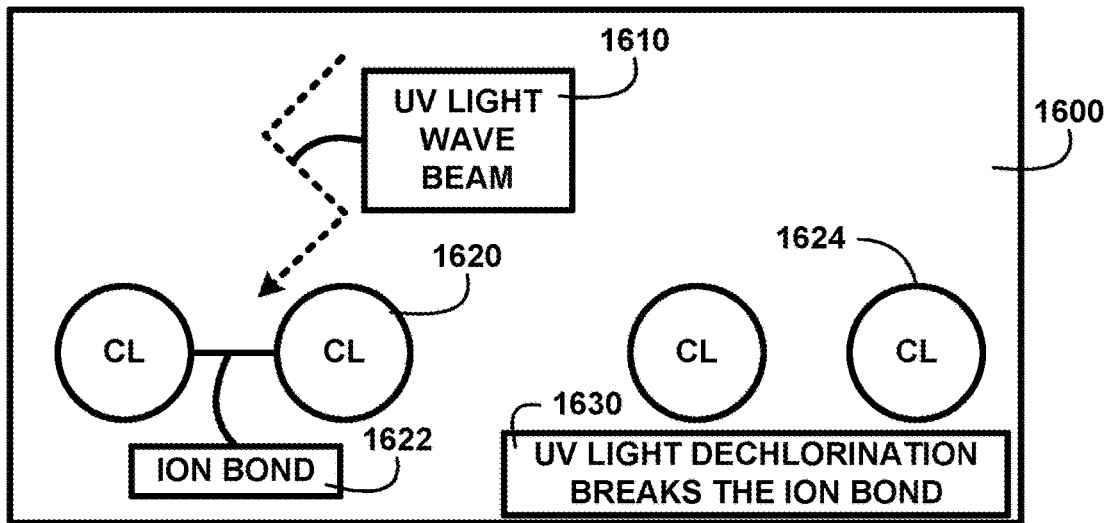 1610
UV LIGHT
WAVE
BEAM
1600
1620
1624
CL
CL
CL
CL
1630
1622
ION BOND
UV LIGHT DECHLORINATION
BREAKS THE ION BOND